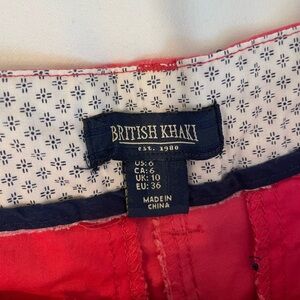 BRITISH KHAKI
EST. 1980
US: 6
CA: 6
UK: 10
EU: 36
MADE IN
CHINA